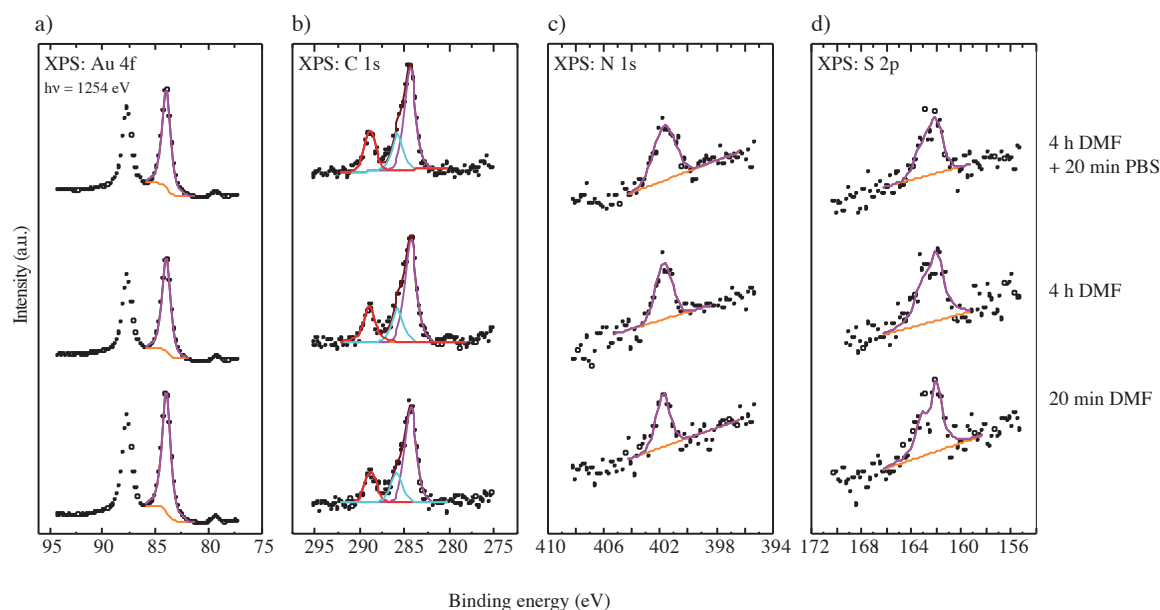 a)
b)
c)
d)
XPS: Au 4f
hν = 1254 eV
XPS: C 1s
XPS: N 1s
XPS: S 2p
4 h DMF
+ 20 min PBS
4 h DMF
20 min DMF
Intensity (a.u.)
95 90 85 80 75
295 290 285 280 275
410 406 402 398 394
172 168 164 160 156
Binding energy (eV)